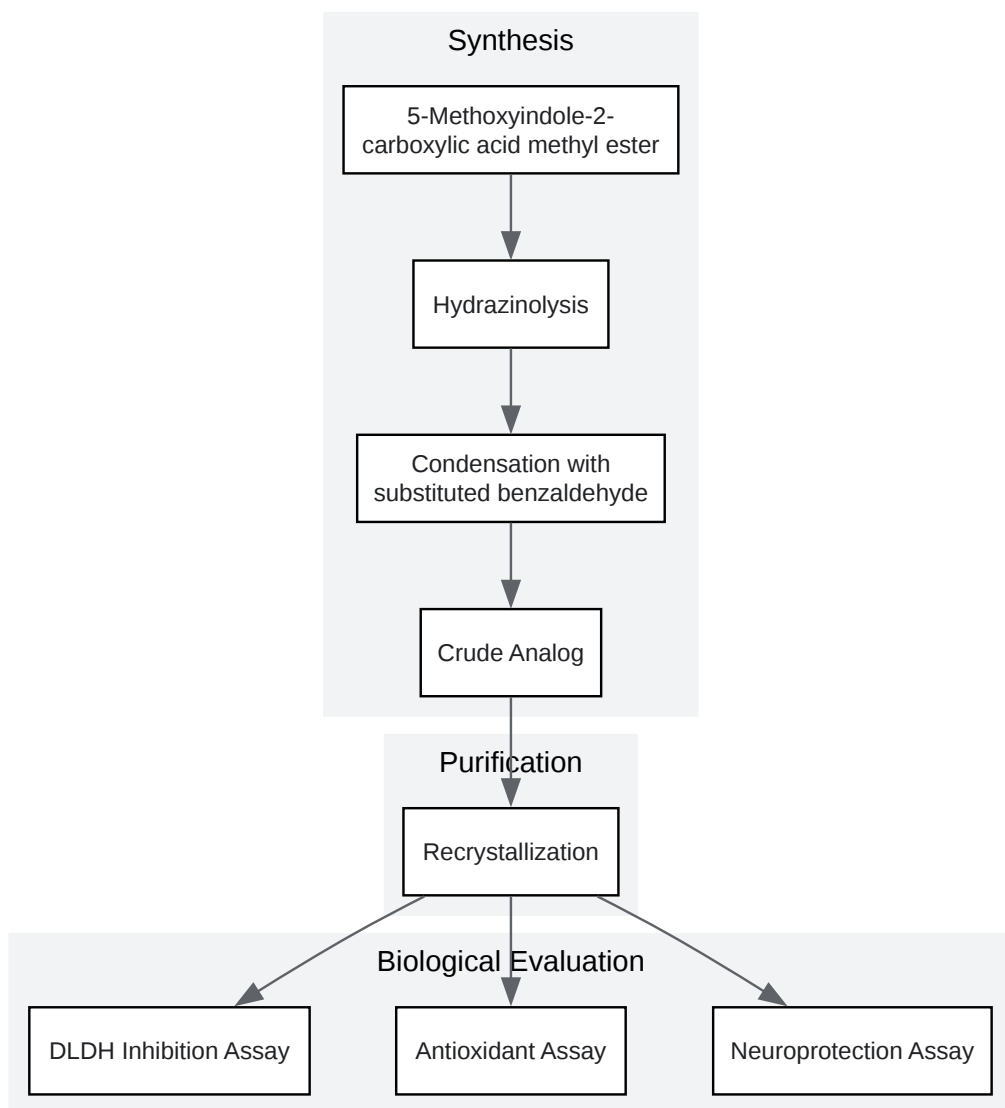 Synthesis
5-Methoxyindole-2-
carboxylic acid methyl ester
Hydrazinolysis
Condensation with
substituted benzaldehyde
Crude Analog
Purification
Recrystallization
Biological Evaluation
DLDH Inhibition Assay
Antioxidant Assay
Neuroprotection Assay